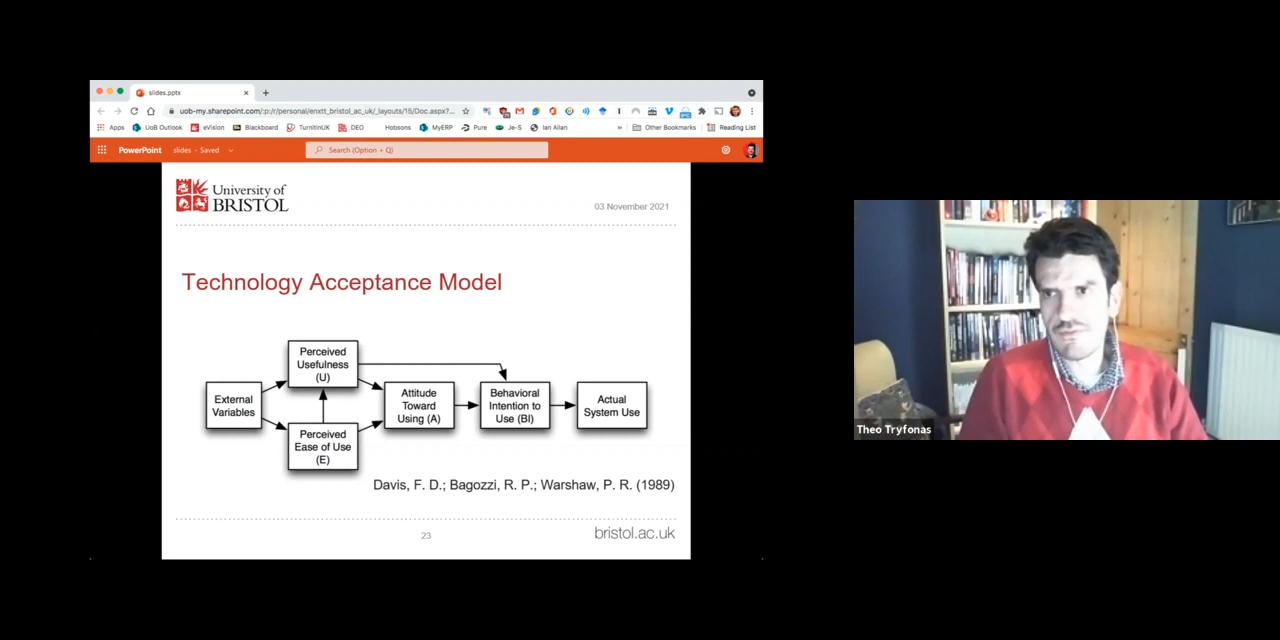 slides.pptx
uob-my.sharepoint.com/:p:/r/personal/enxtt_bristol_ac_uk/_layouts/15/Doc.aspx?...
Apps UoB Outlook eVision Blackboard TurnitinUK DEO Hobsons MyERP Pure Je-S Ian Allan » Other Bookmarks Reading List
PowerPoint slides - Saved Search (Option + Q)
University of
BRISTOL
03 November 2021
Technology Acceptance Model
External
Variables
Perceived
Usefulness
(U)
Perceived
Ease of Use
(E)
Attitude
Toward
Using (A)
Behavioral
Intention to
Use (BI)
Actual
System Use
Davis, F. D.; Bagozzi, R. P.; Warshaw, P. R. (1989)
23
bristol.ac.uk
Theo Tryfonas